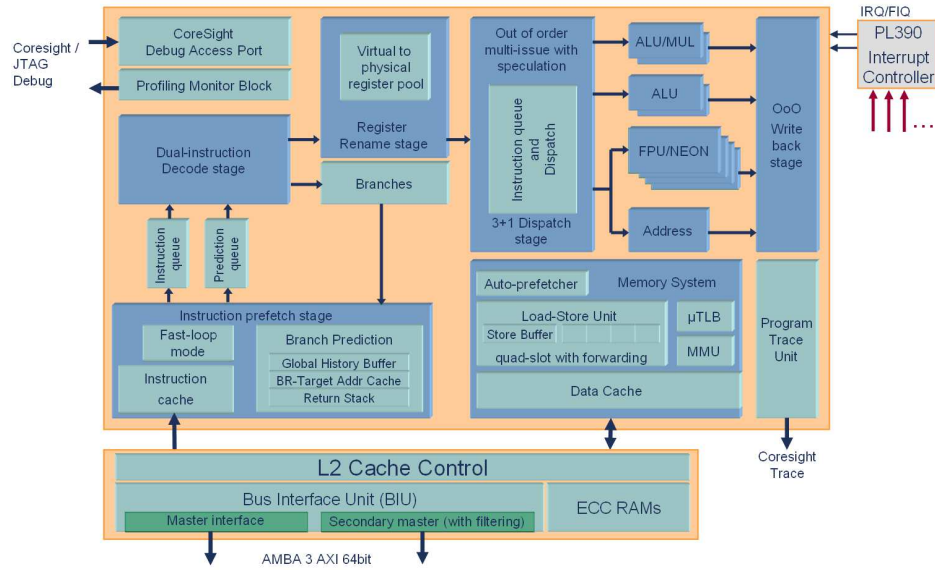 IRQ/FIQ
PL390
Interrupt
Controller
...
Coresight /
JTAG
Debug
CoreSight
Debug Access Port
Profiling Monitor Block
Virtual to
physical
register pool
Register
Rename stage
Dual-instruction
Decode stage
Branches
Instruction
queue
Prediction
queue
Out of order
multi-issue with
speculation
Instruction queue
and
Dispatch
3+1 Dispatch
stage
ALU/MUL
ALU
FPU/NEON
Address
OoO
Write
back
stage
Instruction prefetch stage
Fast-loop
mode
Instruction
cache
Branch Prediction
Global History Buffer
BR-Target Addr Cache
Return Stack
Memory System
Auto-prefetcher
Load-Store Unit
Store Buffer
quad-slot with forwarding
µTLB
MMU
Data Cache
Program
Trace
Unit
Coresight
Trace
L2 Cache Control
Bus Interface Unit (BIU)
Master interface
Secondary master (with filtering)
ECC RAMs
AMBA 3 AXI 64bit